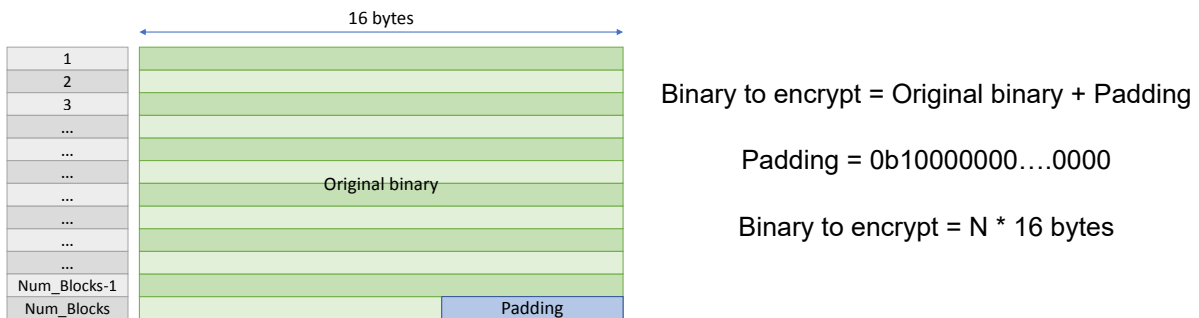 16 bytes
1
2
3
...
...
...
...
...
...
...
Num_Blocks-1
Num_Blocks
Original binary
Padding
Binary to encrypt = Original binary + Padding
Padding = 0b10000000….0000
Binary to encrypt = N * 16 bytes